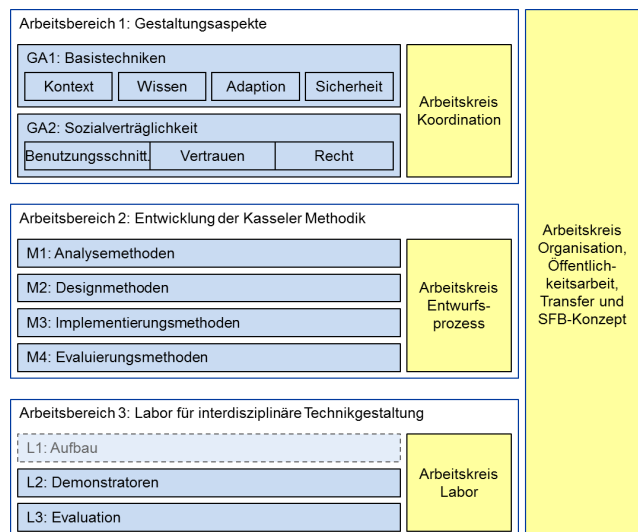 Arbeitsbereich 1: Gestaltungsaspekte
GA1: Basistechniken
Kontext
Wissen
Adaption
Sicherheit
GA2: Sozialverträglichkeit
Benutzungsschnitt.
Vertrauen
Recht
Arbeitskreis
Koordination
Arbeitsbereich 2: Entwicklung der Kasseler Methodik
M1: Analysemethoden
M2: Designmethoden
M3: Implementierungsmethoden
M4: Evaluierungsmethoden
Arbeitskreis
Entwurfs-
prozess
Arbeitsbereich 3: Labor für interdisziplinäre Technikgestaltung
L1: Aufbau
L2: Demonstratoren
L3: Evaluation
Arbeitskreis
Labor
Arbeitskreis
Organisation,
Öffentlich-
keitsarbeit,
Transfer und
SFB-Konzept